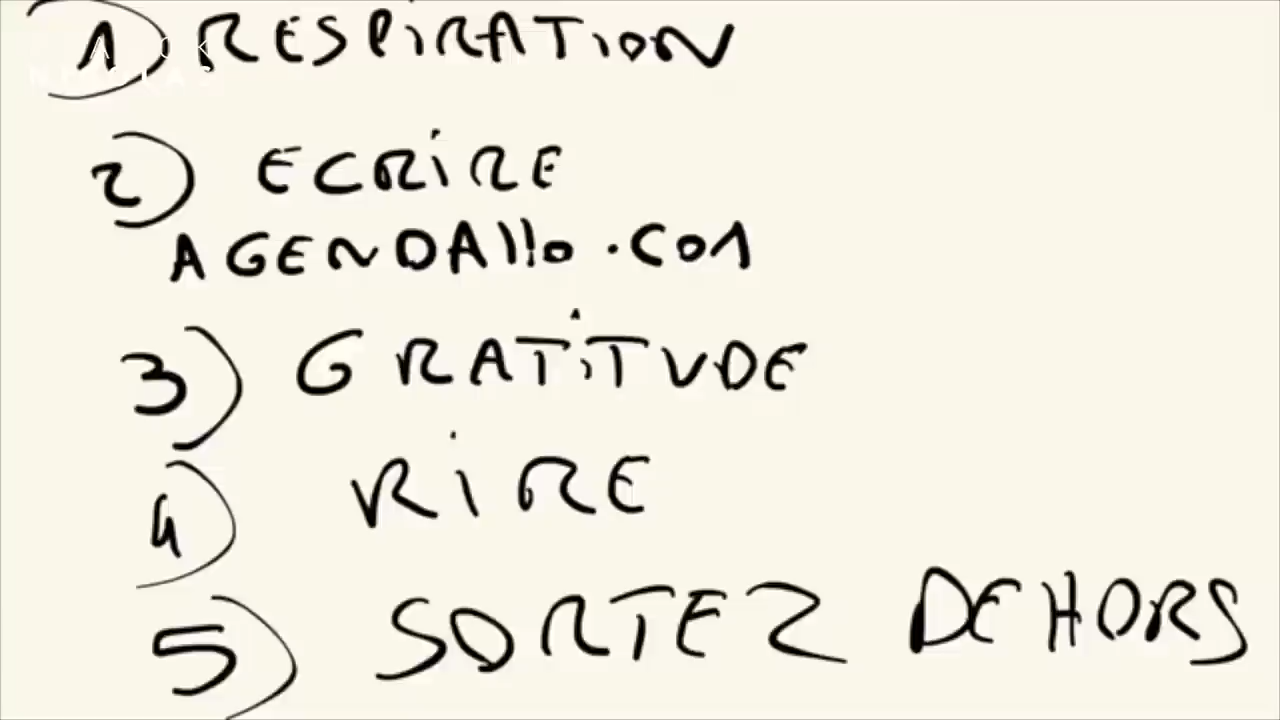 1) RESPIRATION
2) ECRIRE
AGENDA110.COM
3) GRATITUDE
4) RIRE
5) SORTEZ DEHORS